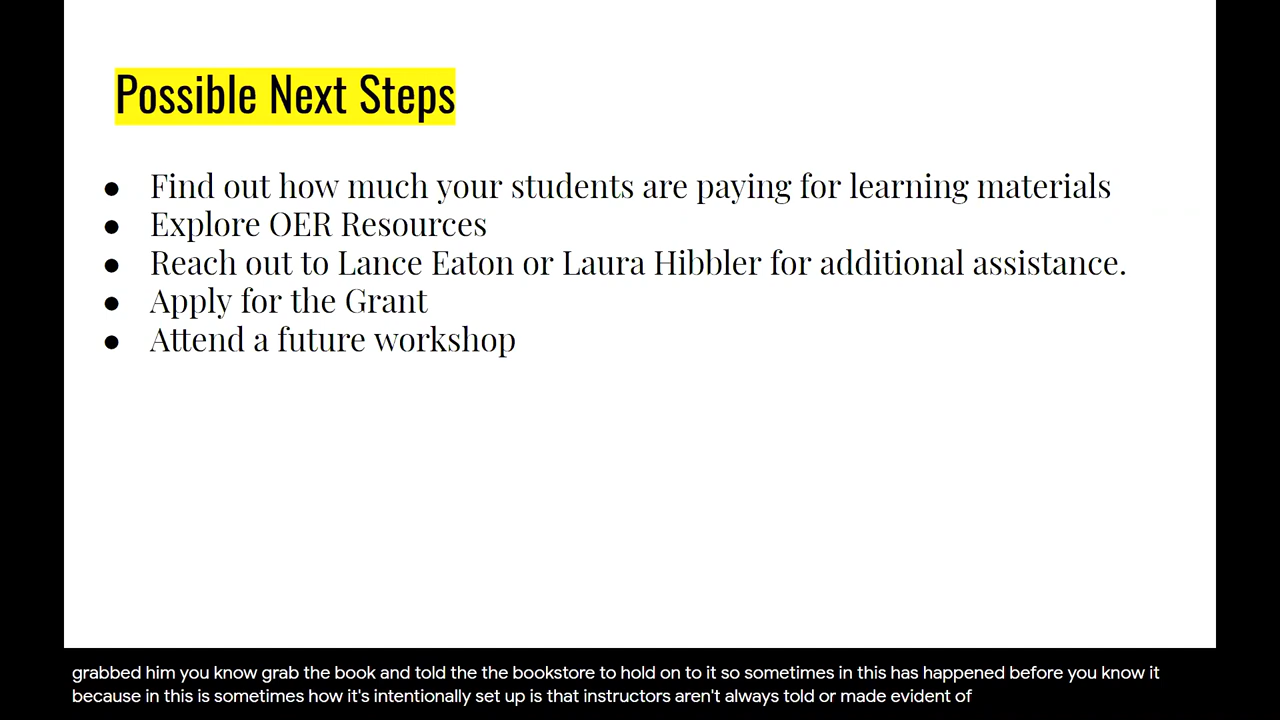 Possible Next Steps
● Find out how much your students are paying for learning materials
● Explore OER Resources
● Reach out to Lance Eaton or Laura Hibbler for additional assistance.
● Apply for the Grant
● Attend a future workshop
grabbed him you know grab the book and told the the bookstore to hold on to it so sometimes in this has happened before you know it
because in this is sometimes how it's intentionally set up is that instructors aren't always told or made evident of